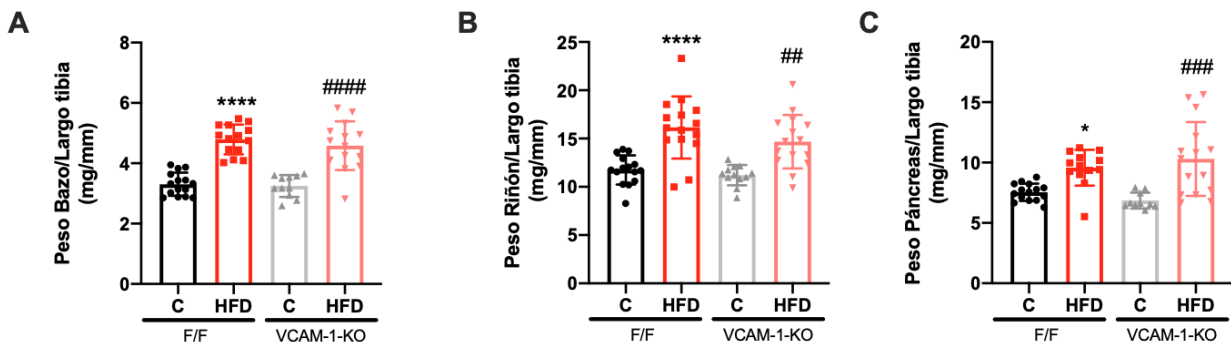 A
Peso Bazo/Largo tibia
(mg/mm)
8
6
4
2
0
****
####
C HFD C HFD
F/F VCAM-1-KO
B
Peso Riñón/Largo tibia
(mg/mm)
25
20
15
10
5
0
****
##
C HFD C HFD
F/F VCAM-1-KO
C
Peso Páncreas/Largo tibia
(mg/mm)
20
15
10
5
0
*
###
C HFD C HFD
F/F VCAM-1-KO